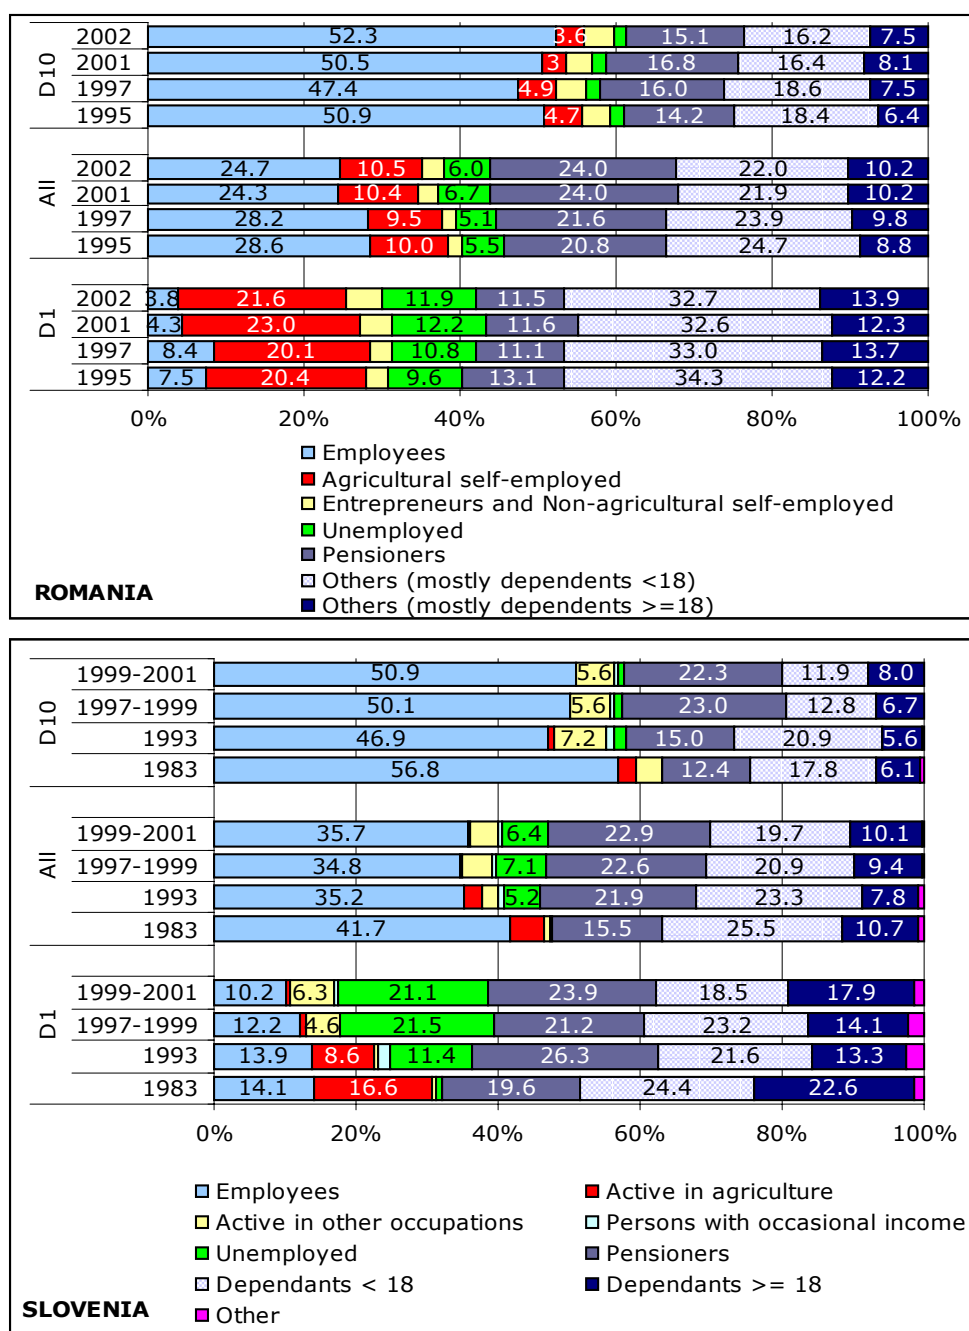 D10
2002 52.3 3.6 15.1 16.2 7.5
2001 50.5 3 16.8 16.4 8.1
1997 47.4 4.9 16.0 18.6 7.5
1995 50.9 4.7 14.2 18.4 6.4
All
2002 24.7 10.5 6.0 24.0 22.0 10.2
2001 24.3 10.4 6.7 24.0 21.9 10.2
1997 28.2 9.5 5.1 21.6 23.9 9.8
1995 28.6 10.0 5.5 20.8 24.7 8.8
D1
2002 3.8 21.6 11.9 11.5 32.7 13.9
2001 4.3 23.0 12.2 11.6 32.6 12.3
1997 8.4 20.1 10.8 11.1 33.0 13.7
1995 7.5 20.4 9.6 13.1 34.3 12.2
0% 20% 40% 60% 80% 100%
Employees
Agricultural self-employed
Entrepreneurs and Non-agricultural self-employed
Unemployed
Pensioners
Others (mostly dependents <18)
Others (mostly dependents >=18)
ROMANIA
D10
1999-2001 50.9 5.6 22.3 11.9 8.0
1997-1999 50.1 5.6 23.0 12.8 6.7
1993 46.9 7.2 15.0 20.9 5.6
1983 56.8 12.4 17.8 6.1
All
1999-2001 35.7 6.4 22.9 19.7 10.1
1997-1999 34.8 7.1 22.6 20.9 9.4
1993 35.2 5.2 21.9 23.3 7.8
1983 41.7 15.5 25.5 10.7
D1
1999-2001 10.2 6.3 21.1 23.9 18.5 17.9
1997-1999 12.2 4.6 21.5 21.2 23.2 14.1
1993 13.9 8.6 11.4 26.3 21.6 13.3
1983 14.1 16.6 19.6 24.4 22.6
0% 20% 40% 60% 80% 100%
Employees Active in agriculture
Active in other occupations Persons with occasional income
Unemployed Pensioners
Dependants < 18 Dependants >= 18
Other
SLOVENIA